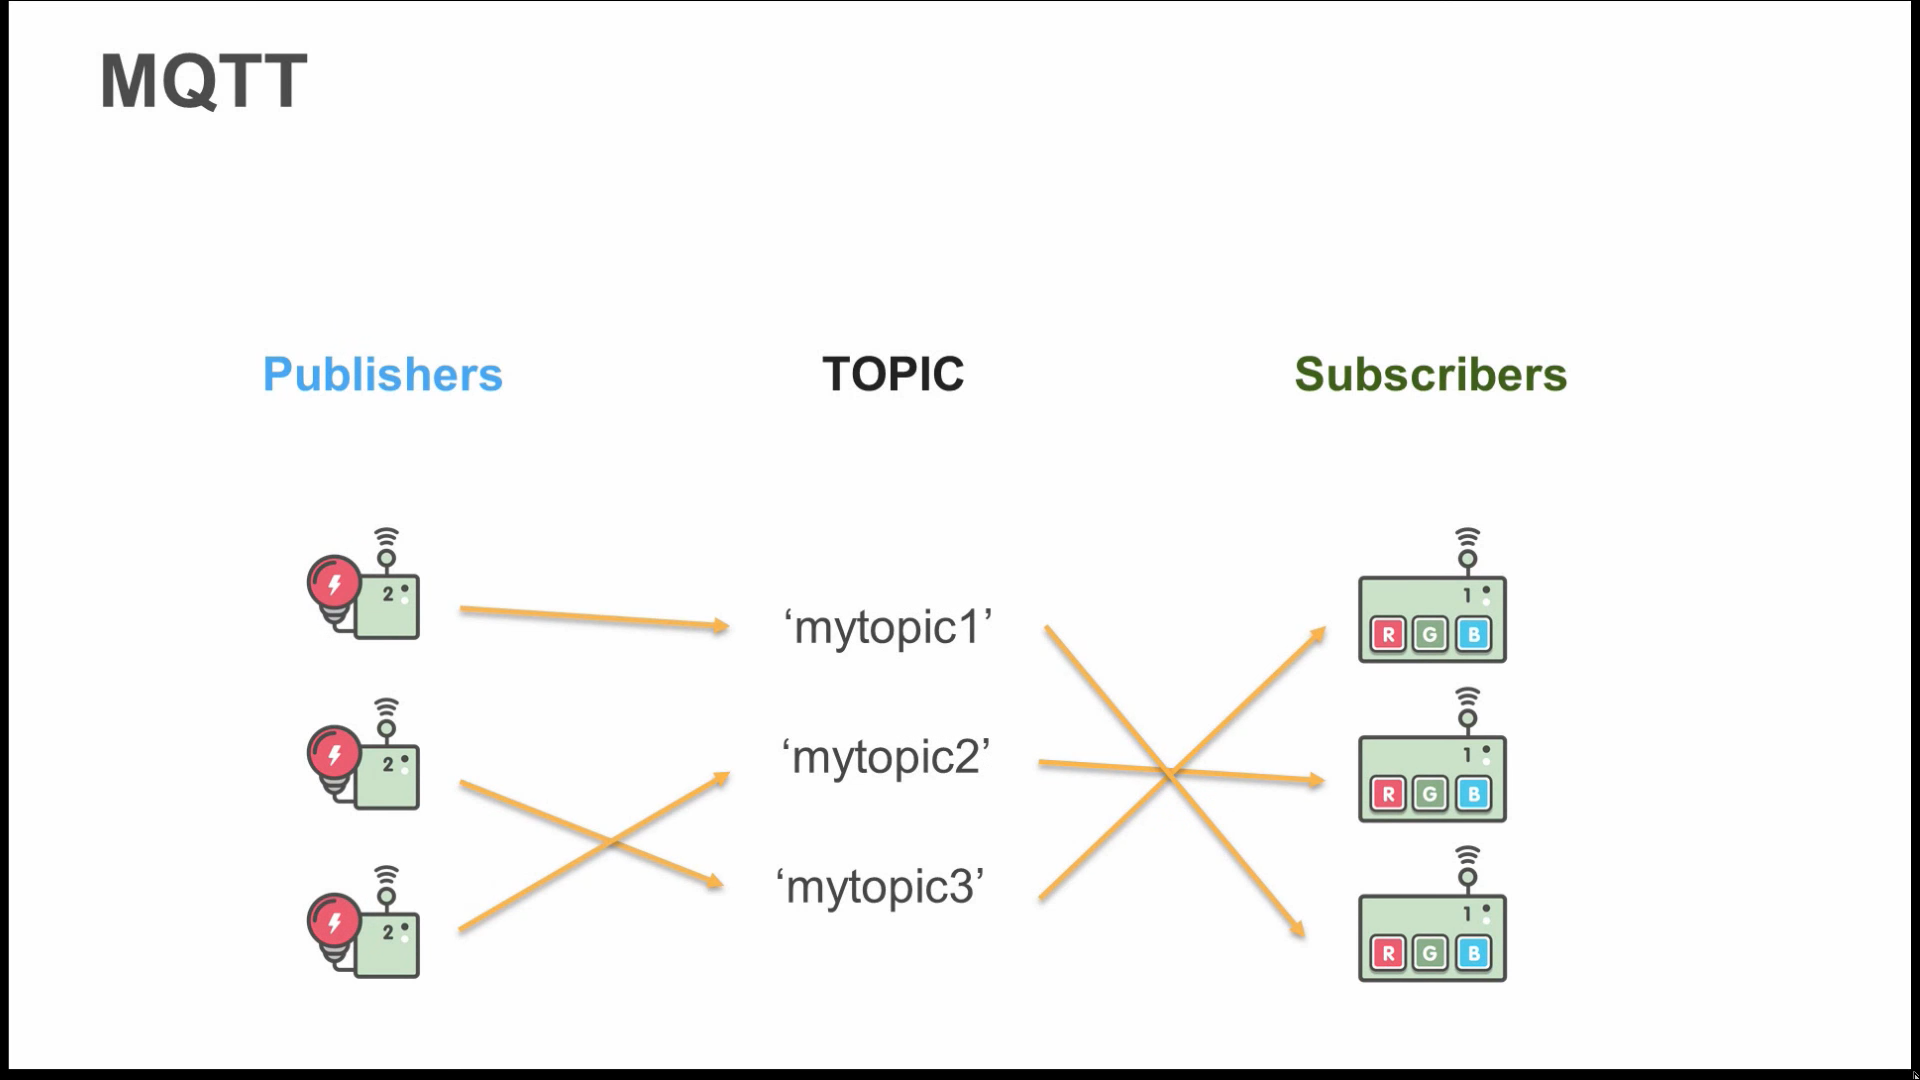 MQTT
Publishers
TOPIC
Subscribers
2
‘mytopic1’
1
R G B
2
‘mytopic2’
1
R G B
2
‘mytopic3’
1
R G B